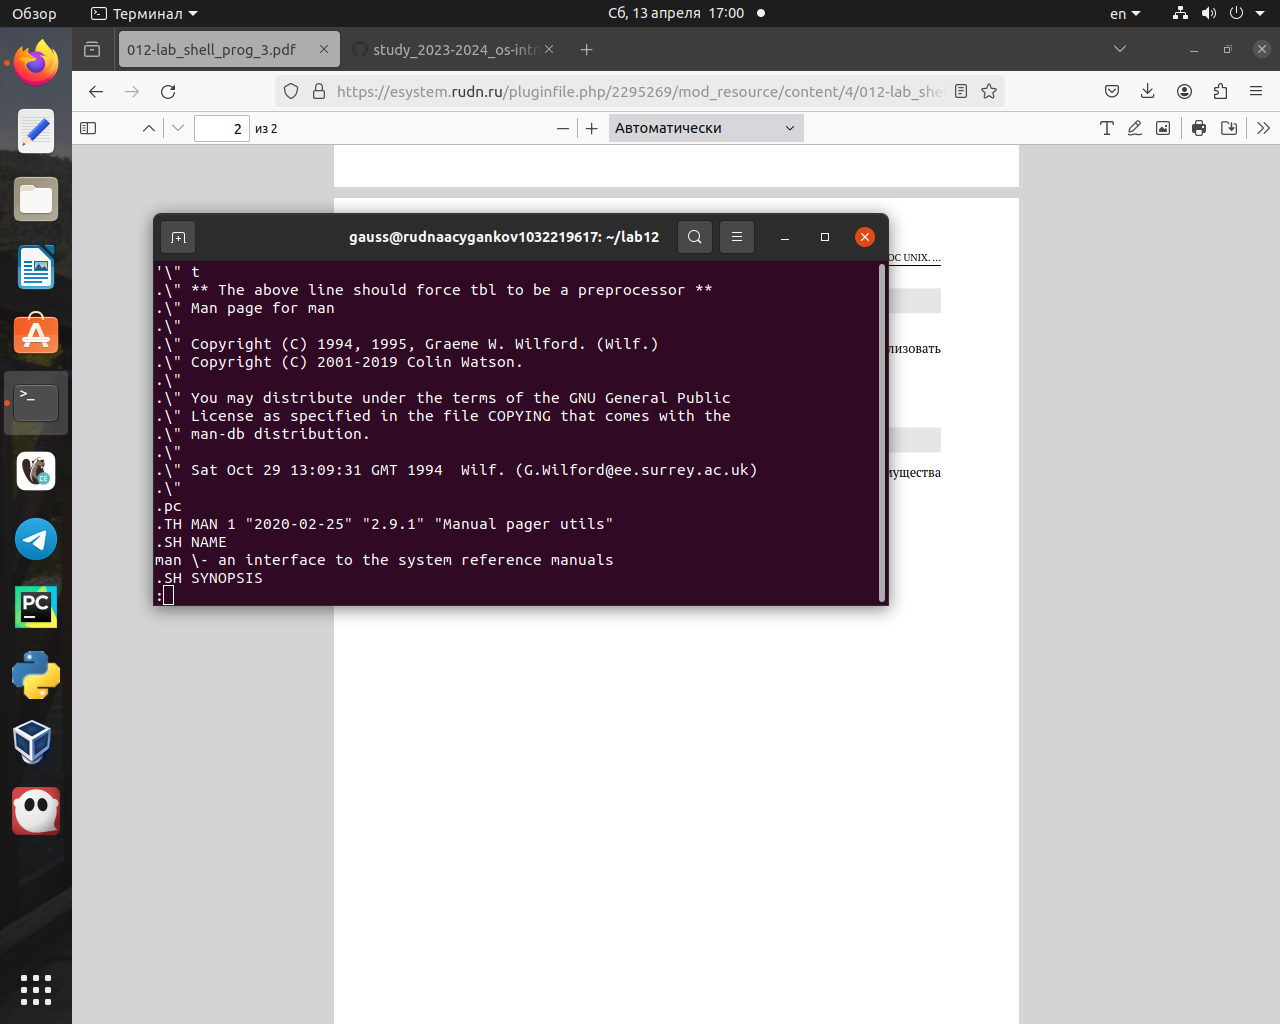 Обзор
Терминал
Сб, 13 апреля 17:00
en
012-lab_shell_prog_3.pdf
study_2023-2024_os-intr
https://esystem.rudn.ru/pluginfile.php/2295269/mod_resource/content/4/012-lab_she
2
из 2
Автоматически
gauss@rudnaacygankov1032219617: ~/lab12
ОС UNIX. ...
лизовать
мущества
'\" t
.\" ** The above line should force tbl to be a preprocessor **
.\" Man page for man
.\"
.\" Copyright (C) 1994, 1995, Graeme W. Wilford. (Wilf.)
.\" Copyright (C) 2001-2019 Colin Watson.
.\"
.\" You may distribute under the terms of the GNU General Public
.\" License as specified in the file COPYING that comes with the
.\" man-db distribution.
.\"
.\" Sat Oct 29 13:09:31 GMT 1994  Wilf. (G.Wilford@ee.surrey.ac.uk)
.\"
.pc
.TH MAN 1 "2020-02-25" "2.9.1" "Manual pager utils"
.SH NAME
man \- an interface to the system reference manuals
.SH SYNOPSIS
:
>_
PC
CE